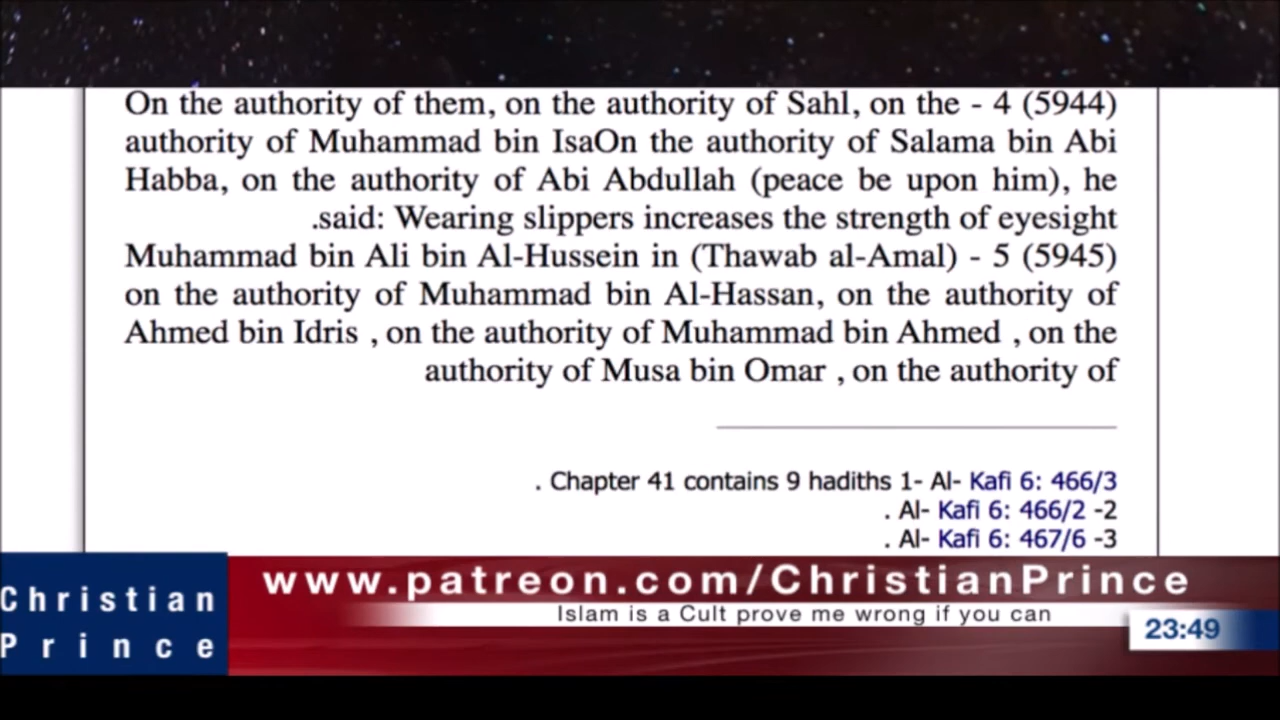 On the authority of them, on the authority of Sahl, on the - 4 (5944)
authority of Muhammad bin IsaOn the authority of Salama bin Abi
Habba, on the authority of Abi Abdullah (peace be upon him), he
.said: Wearing slippers increases the strength of eyesight
Muhammad bin Ali bin Al-Hussein in (Thawab al-Amal) - 5 (5945)
on the authority of Muhammad bin Al-Hassan, on the authority of
Ahmed bin Idris , on the authority of Muhammad bin Ahmed , on the
authority of Musa bin Omar , on the authority of
. Chapter 41 contains 9 hadiths 1- Al- Kafi 6: 466/3
. Al- Kafi 6: 466/2 -2
. Al- Kafi 6: 467/6 -3
Christian
Prince
www.patreon.com/ChristianPrince
Islam is a Cult prove me wrong if you can
23:49